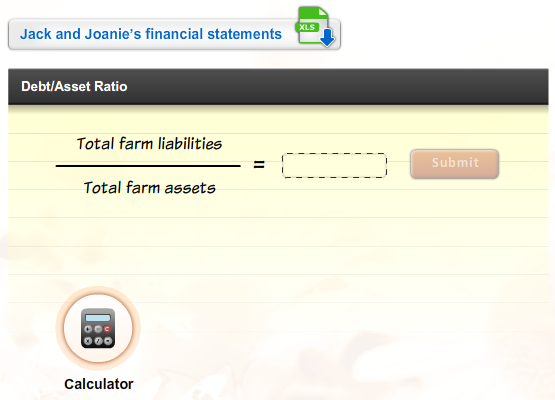 Jack and Joanie's financial statements
XLS
Debt/Asset Ratio
Total farm liabilities
=
Submit
Total farm assets
Calculator